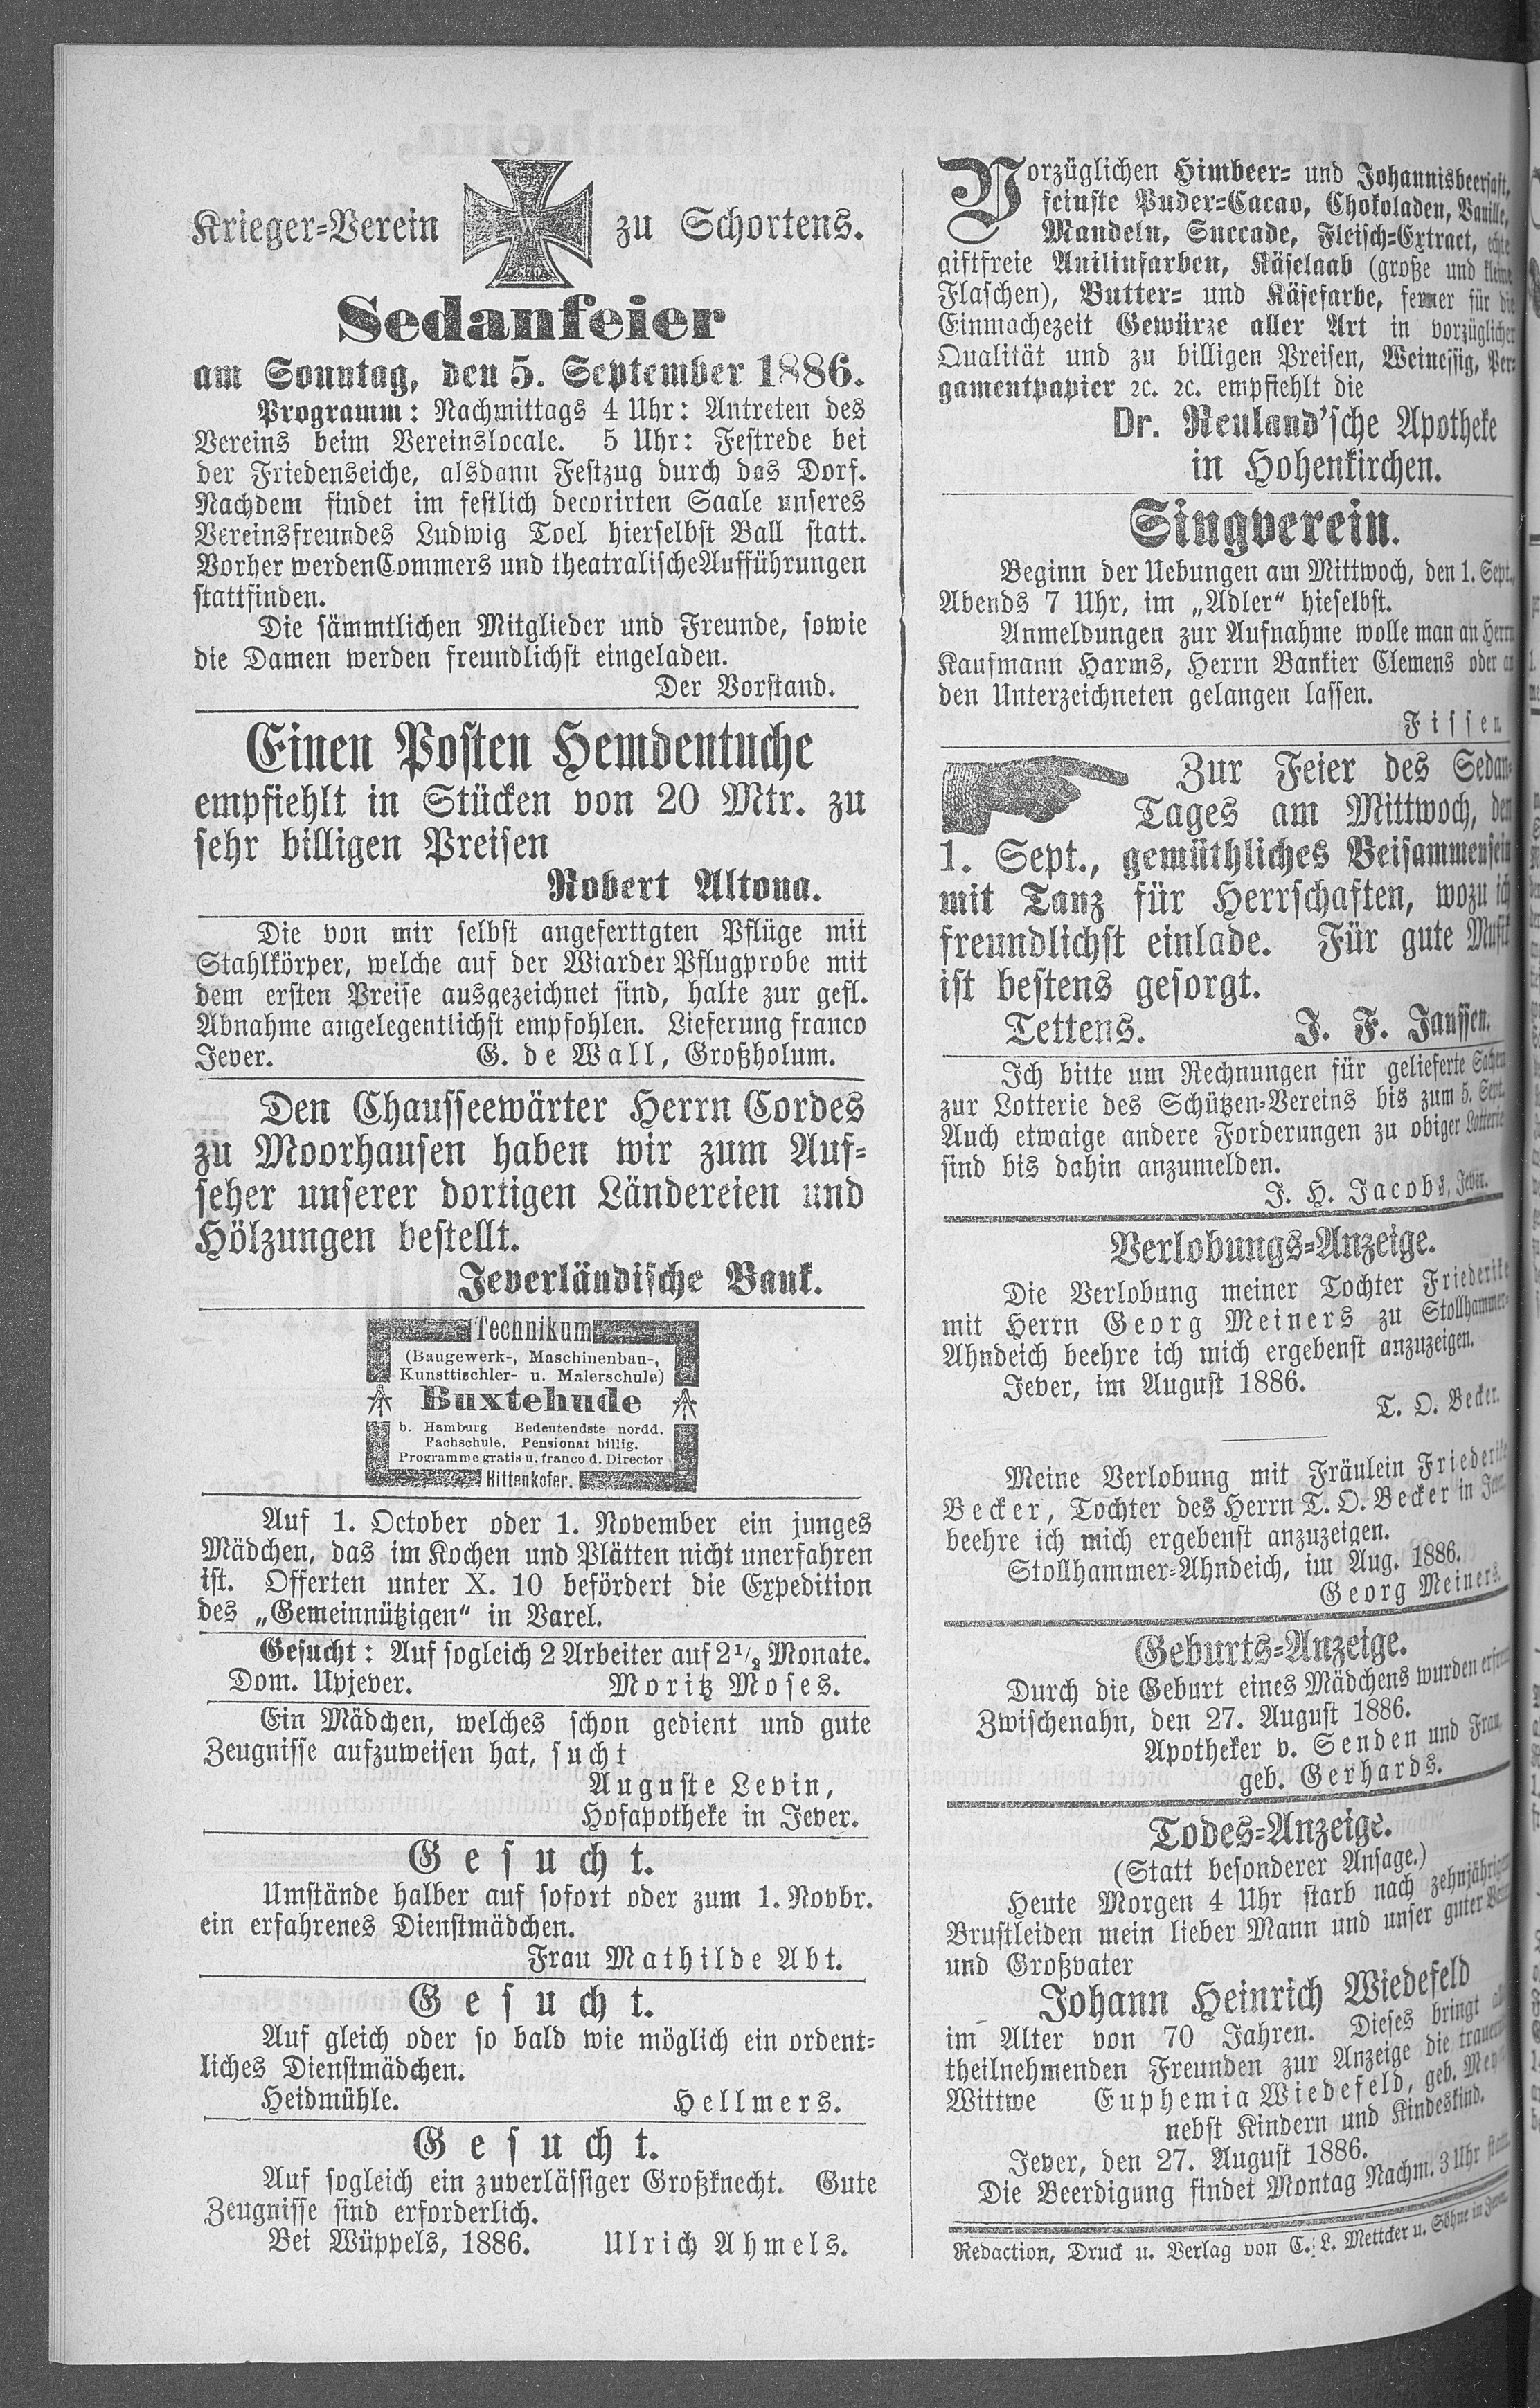 Krieger-Verein zu Schortens.
Sedanfeier
am Sonntag, den 5. September 1886.
Programm: Nachmittags 4 Uhr: Antreten des
Vereins beim Vereinslocale. 5 Uhr: Festrede bei
der Friedenseiche, alsdann Festzug durch das Dorf.
Nachdem findet im festlich decorirten Saale unseres
Vereinsfreundes Ludwig Toel hierselbst Ball statt.
Vorher werden Commers und theatralische Aufführungen
stattfinden.
Die sämmtlichen Mitglieder und Freunde, sowie
die Damen werden freundlichst eingeladen.
Der Vorstand.
Einen Posten Hemdentuche
empfiehlt in Stücken von 20 Mtr. zu
sehr billigen Preisen
Robert Altona.
Die von mir selbst angeferttgten Pflüge mit
Stahlkörper, welche auf der Wiarder Pflugprobe mit
dem ersten Preise ausgezeichnet sind, halte zur gefl.
Abnahme angelegentlichst empfohlen. Lieferung franco
Jever. G. de Wall, Großholum.
Den Chausseewärter Herrn Cordes
zu Moorhausen haben wir zum Auf-
seher unserer dortigen Ländereien und
Hölzungen bestellt.
Jeverländische Bank.
Technikum
(Baugewerk-, Maschinenbau-,
Kunsttischler- u. Malerschule)
Buxtehude
b. Hamburg Bedeutendste nordd.
Fachschule. Pensionat billig.
Programme gratis u. franco d. Director
Hittenkofer.
Auf 1. October oder 1. November ein junges
Mädchen, das im Kochen und Plätten nicht unerfahren
ist. Offerten unter X. 10 befördert die Expedition
des „Gemeinnützigen“ in Varel.
Gesucht: Auf sogleich 2 Arbeiter auf 2½ Monate.
Dom. Upjever. Moritz Moses.
Ein Mädchen, welches schon gedient und gute
Zeugnisse aufzuweisen hat, sucht
Auguste Levin,
Hofapotheke in Jever.
Gesucht.
Umstände halber auf sofort oder zum 1. Novbr.
ein erfahrenes Dienstmädchen.
Frau Mathilde Abt.
Gesucht.
Auf gleich oder so bald wie möglich ein ordent-
liches Dienstmädchen.
Heidmühle. Hellmers.
Gesucht.
Auf sogleich ein zuverlässiger Großknecht. Gute
Zeugnisse sind erforderlich.
Bei Wüppels, 1886. Ulrich Ahmels.
Vorzüglichen Himbeer- und Johannisbeersaft,
feinste Puder-Cacao, Chokoladen, Vanille,
Mandeln, Succade, Fleisch-Extract, echte
giftfreie Anilinfarben, Käselaab (große und kleine
Flaschen), Butter- und Käsefarbe, ferner für die
Einmachezeit Gewürze aller Art in vorzüglicher
Qualität und zu billigen Preisen, Weinessig, Per-
gamentpapier ꝛc. ꝛc. empfiehlt die
Dr. Neuland'sche Apotheke
in Hohenkirchen.
Singverein.
Beginn der Uebungen am Mittwoch, den 1. Sept.,
Abends 7 Uhr, im „Adler“ hieselbst.
Anmeldungen zur Aufnahme wolle man an Herrn
Kaufmann Harms, Herrn Bankier Clemens oder an
den Unterzeichneten gelangen lassen.
Fissen
Zur Feier des Sedan-
Tages am Mittwoch, den
1. Sept., gemüthliches Beisammensein
mit Tanz für Herrschaften, wozu ich
freundlichst einlade. Für gute Musik
ist bestens gesorgt.
Tettens. J. F. Janssen.
Ich bitte um Rechnungen für gelieferte Sachen
zur Lotterie des Schützen-Vereins bis zum 5. Sept.
Auch etwaige andere Forderungen zu obiger Lotterie
sind bis dahin anzumelden.
J. H. Jacobs, Jever.
Verlobungs-Anzeige.
Die Verlobung meiner Tochter Friederike
mit Herrn Georg Meiners zu Stollhammer-
Ahndeich beehre ich mich ergebenst anzuzeigen.
Jever, im August 1886.
T. O. Becker.
Meine Verlobung mit Fräulein Friederike
Becker, Tochter des Herrn T. O. Becker in Jever
beehre ich mich ergebenst anzuzeigen.
Stollhammer-Ahndeich, im Aug. 1886.
Georg Meiners.
Geburts-Anzeige.
Durch die Geburt eines Mädchens wurden erfreut
Zwischenahn, den 27. August 1886.
Apotheker v. Senden und Frau,
geb. Gerhards.
Todes-Anzeige.
(Statt besonderer Ansage.)
Heute Morgen 4 Uhr starb nach zehnjährigem
Brustleiden mein lieber Mann und unser guter
und Großvater
Johann Heinrich Wiedefeld
im Alter von 70 Jahren. Dieses bringt
theilnehmenden Freunden zur Anzeige die
Wittwe Euphemia Wiedefeld, geb.
nebst Kindern und Kindeskind.
Jever, den 27. August 1886.
Die Beerdigung findet Montag Nachm. 3 Uhr statt.
Redaction, Druck u. Verlag von C. L. Mettcker u. Söhne in Jever.